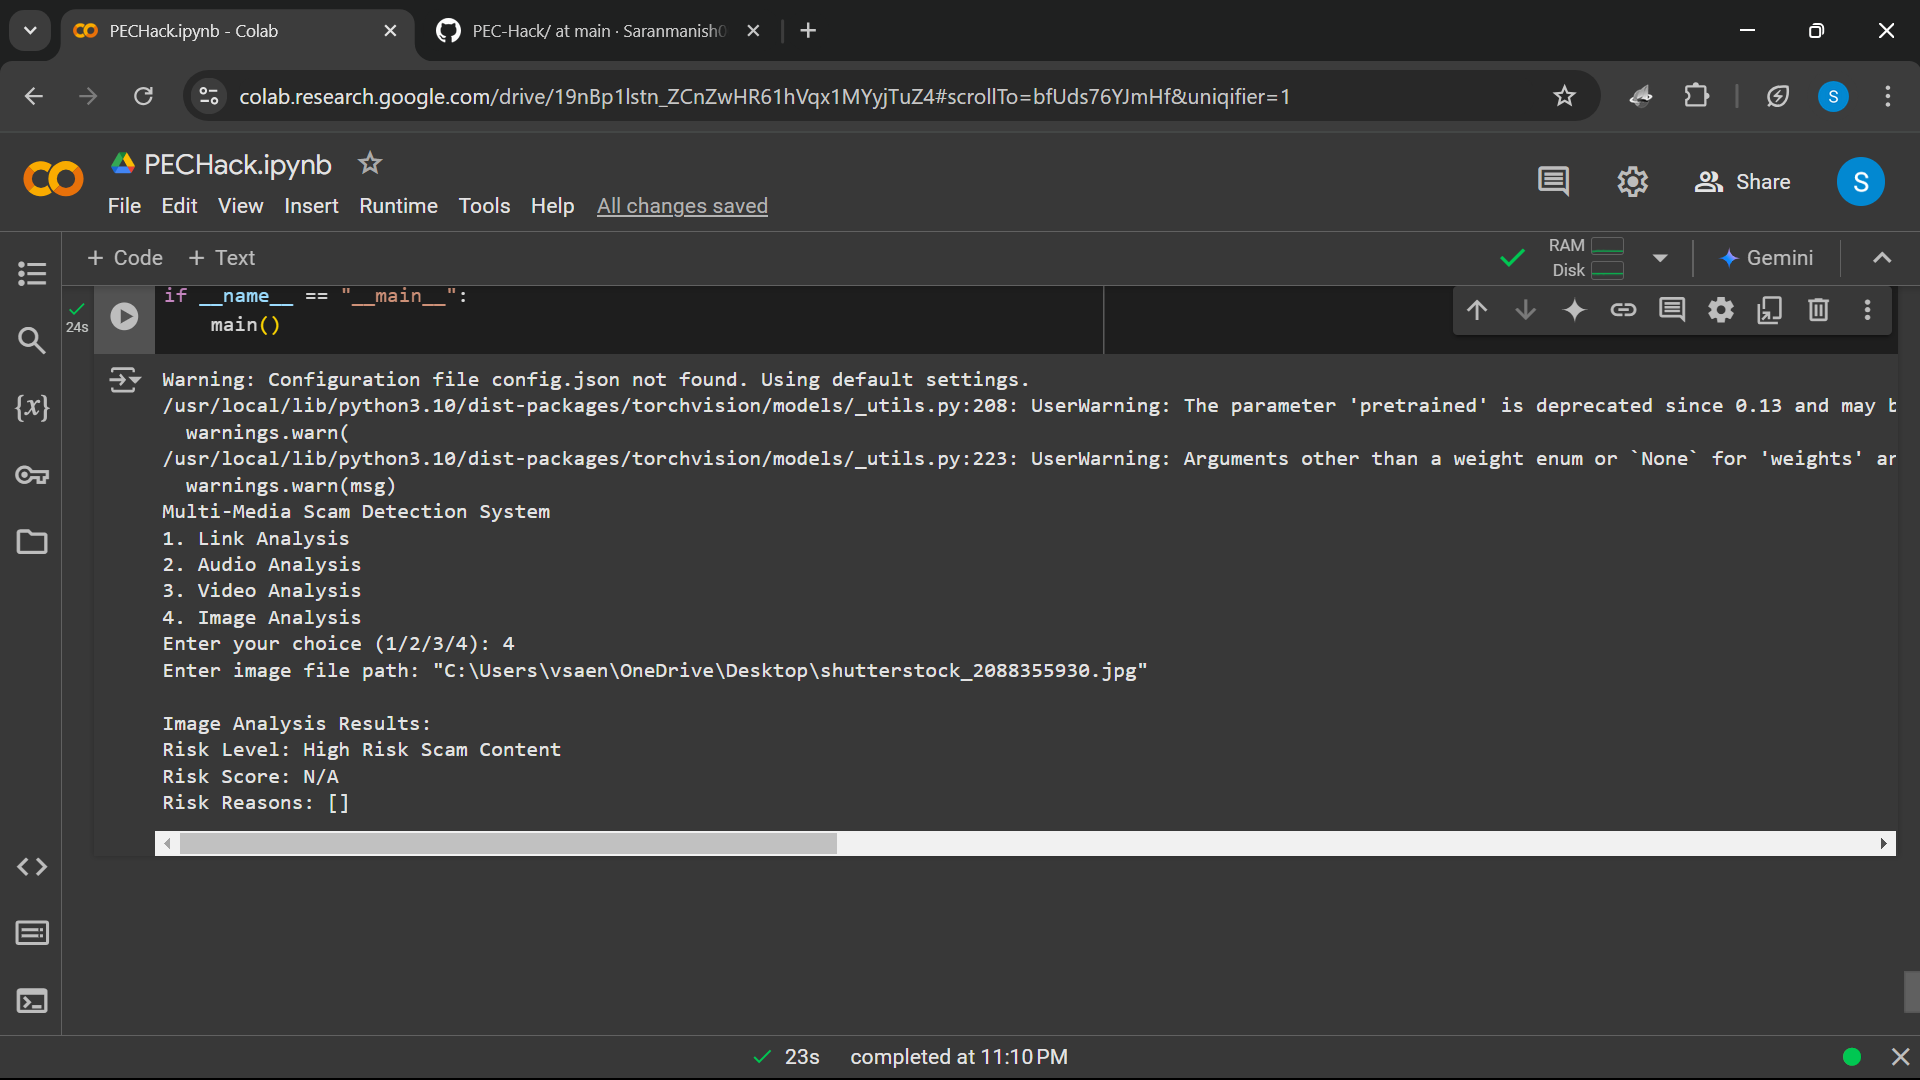 PECHack.ipynb - Colab
PEC-Hack/ at main · Saranmanish0
colab.research.google.com/drive/19nBp1lstn_ZCnZwHR61hVqx1MYyjTuZ4#scrollTo=bfUds76YJmHf&uniqifier=1
S
PECHack.ipynb
File Edit View Insert Runtime Tools Help All changes saved
Share
S
+ Code + Text
RAM
Disk
Gemini
24s
if __name__ == "__main__":
main()
Warning: Configuration file config.json not found. Using default settings.
/usr/local/lib/python3.10/dist-packages/torchvision/models/_utils.py:208: UserWarning: The parameter 'pretrained' is deprecated since 0.13 and may
warnings.warn(
/usr/local/lib/python3.10/dist-packages/torchvision/models/_utils.py:223: UserWarning: Arguments other than a weight enum or `None` for 'weights'
warnings.warn(msg)
Multi-Media Scam Detection System
1. Link Analysis
2. Audio Analysis
3. Video Analysis
4. Image Analysis
Enter your choice (1/2/3/4): 4
Enter image file path: "C:\Users\vsaen\OneDrive\Desktop\shutterstock_2088355930.jpg"
Image Analysis Results:
Risk Level: High Risk Scam Content
Risk Score: N/A
Risk Reasons: []
{x}
23s completed at 11:10 PM